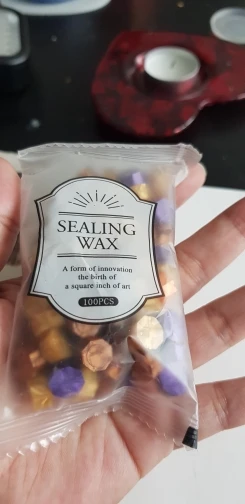 SEALING
WAX
A form of innovation
the birth of
a square inch of art
100PCS